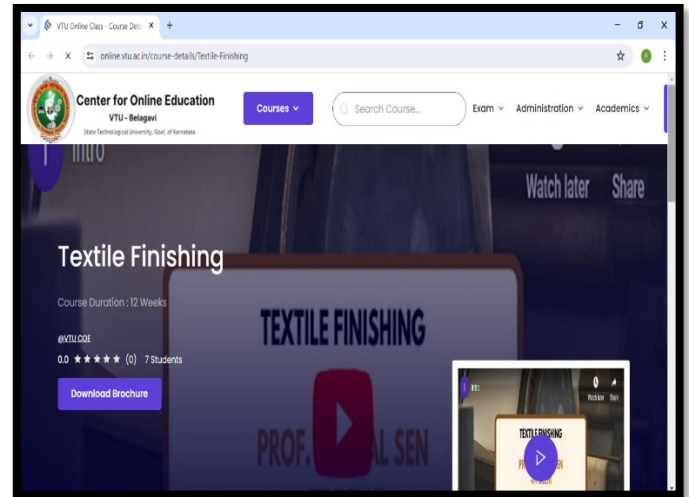 VTU Online Class - Course Deta
online.vtu.ac.in/course-details/Textile-Finishing
Center for Online Education
VTU - Belagavi
State Technological University, Govt. of Karnataka
Courses
Search Course...
Exam
Administration
Academics
Intro
Watch later
Share
Textile Finishing
Course Duration : 12 Weeks
@VTU COE
0.0 ★★★★★ (0) 7 Students
Download Brochure
TEXTILE FINISHING
PROF. AL SEN
Intro
Watch later
Share
TEXTILE FINISHING